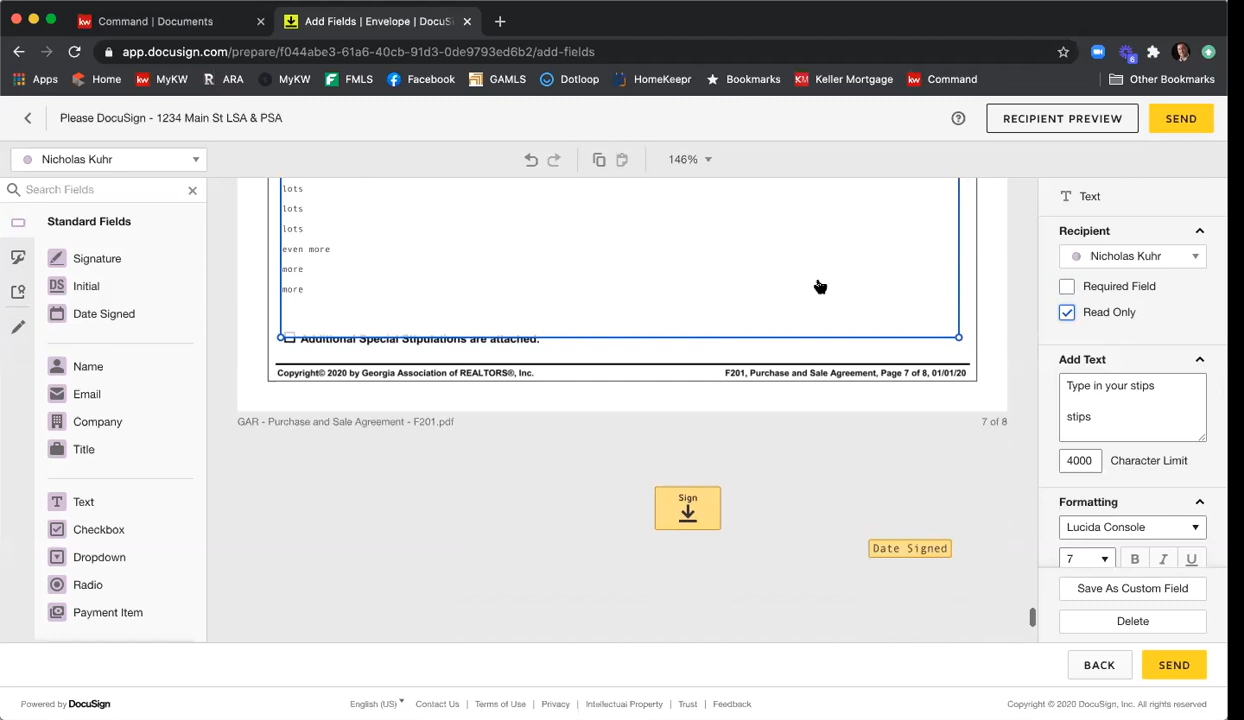 Command | Documents
Add Fields | Envelope | DocuSi
app.docusign.com/prepare/f044abe3-61a6-40cb-91d3-0de9793ed6b2/add-fields
6
Apps kw Home kw MyKW R ARA MyKW F FMLS Facebook GAMLS Dotloop HomeKeepr Bookmarks KM Keller Mortgage kw Command Other Bookmarks
Please DocuSign - 1234 Main St LSA & PSA
RECIPIENT PREVIEW
SEND
Nicholas Kuhr
146%
Search Fields
Standard Fields
Signature
DS Initial
Date Signed
Name
Email
Company
Title
Text
Checkbox
Dropdown
Radio
Payment Item
lots
lots
lots
even more
more
more
Additional Special Stipulations are attached.
Copyright© 2020 by Georgia Association of REALTORS®, Inc.
F201, Purchase and Sale Agreement, Page 7 of 8, 01/01/20
GAR - Purchase and Sale Agreement - F201.pdf
7 of 8
Sign
Date Signed
Text
Recipient
Nicholas Kuhr
Required Field
Read Only
Add Text
Type in your stips
stips
4000 Character Limit
Formatting
Lucida Console
7 B I U
Save As Custom Field
Delete
BACK
SEND
Powered by DocuSign
English (US) Contact Us Terms of Use Privacy Intellectual Property Trust Feedback
Copyright © 2020 DocuSign, Inc. All rights reserved